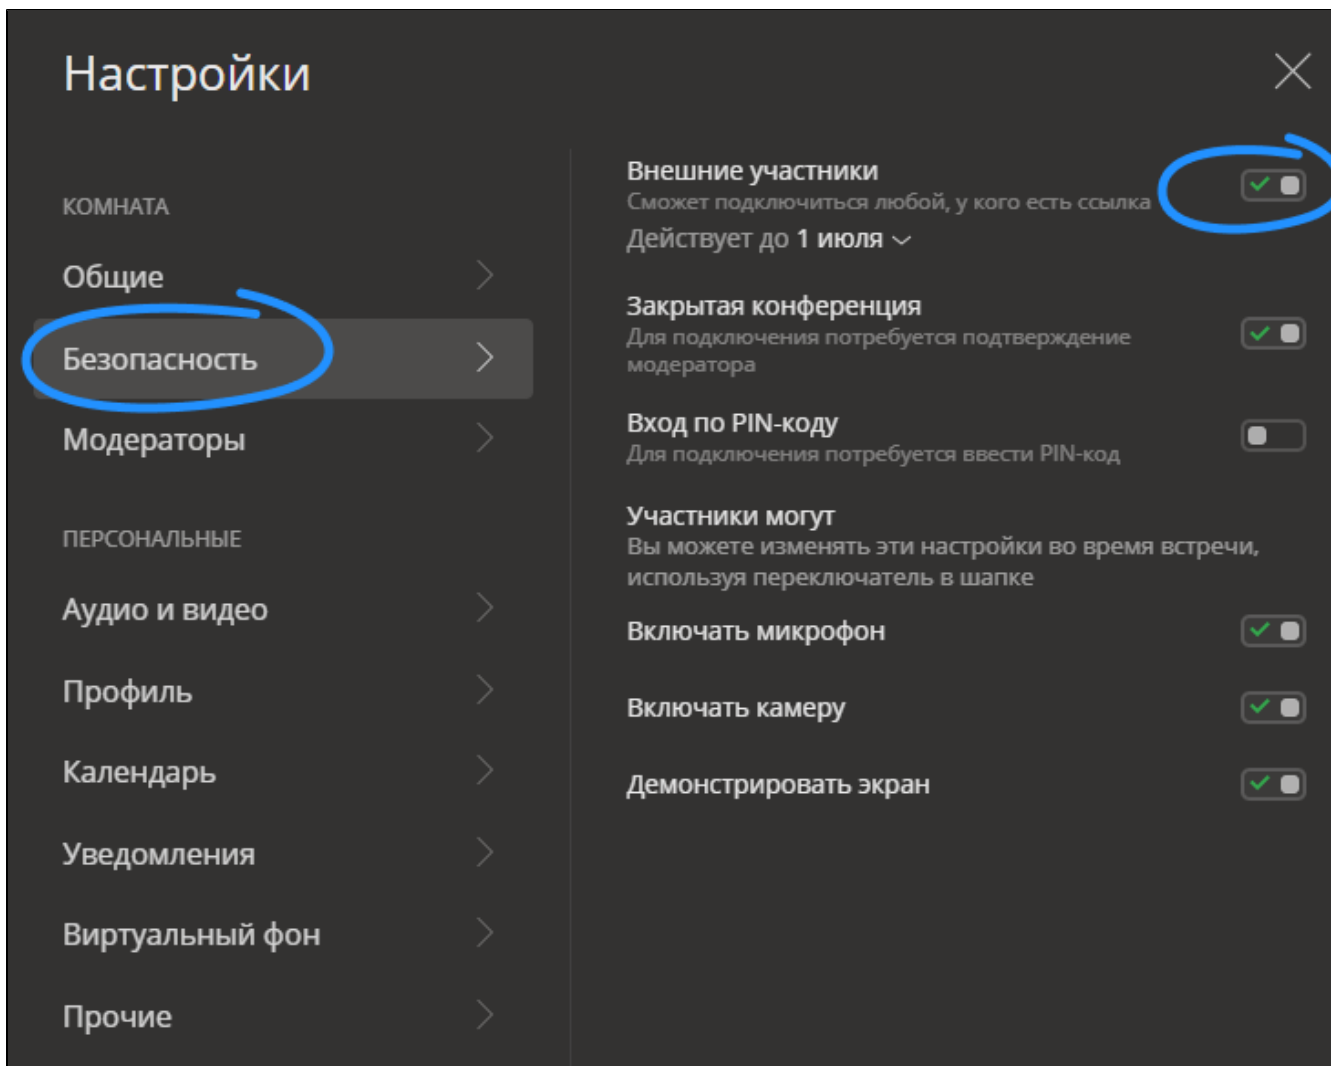 Настройки
КОМНАТА
Общие
Безопасность
Модераторы
ПЕРСОНАЛЬНЫЕ
Аудио и видео
Профиль
Календарь
Уведомления
Виртуальный фон
Прочие
Внешние участники
Сможет подключиться любой, у кого есть ссылка
Действует до 1 июля
Закрытая конференция
Для подключения потребуется подтверждение
модератора
Вход по PIN-коду
Для подключения потребуется ввести PIN-код
Участники могут
Вы можете изменять эти настройки во время встречи,
используя переключатель в шапке
Включать микрофон
Включать камеру
Демонстрировать экран